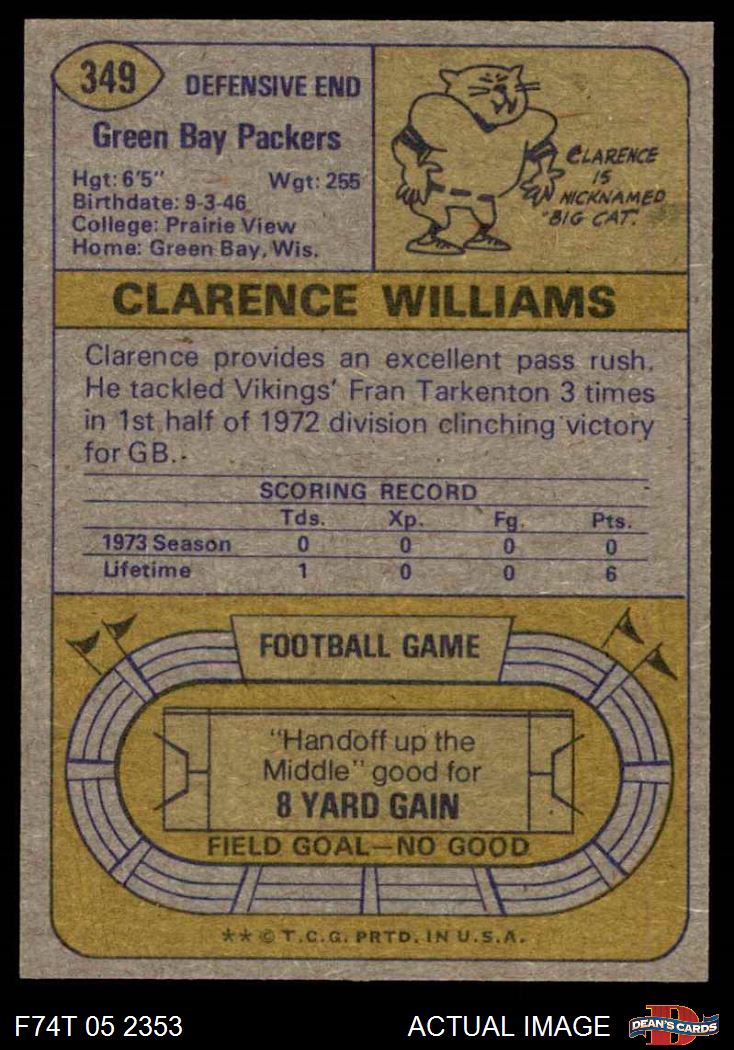 349
DEFENSIVE END
Green Bay Packers
Hgt: 6'5" Wgt: 255
Birthdate: 9-3-46
College: Prairie View
Home: Green Bay, Wis.
CLARENCE
IS
NICKNAMED
"BIG CAT."
CLARENCE WILLIAMS
Clarence provides an excellent pass rush.
He tackled Vikings' Fran Tarkenton 3 times
in 1st half of 1972 division clinching victory
for GB.
SCORING RECORD
Tds. Xp. Fg. Pts.
1973 Season 0 0 0 0
Lifetime 1 0 0 6
FOOTBALL GAME
"Handoff up the
Middle" good for
8 YARD GAIN
FIELD GOAL—NO GOOD
** © T.C.G. PRTD. IN U.S.A.
F74T 05 2353 ACTUAL IMAGE DEAN'S CARDS